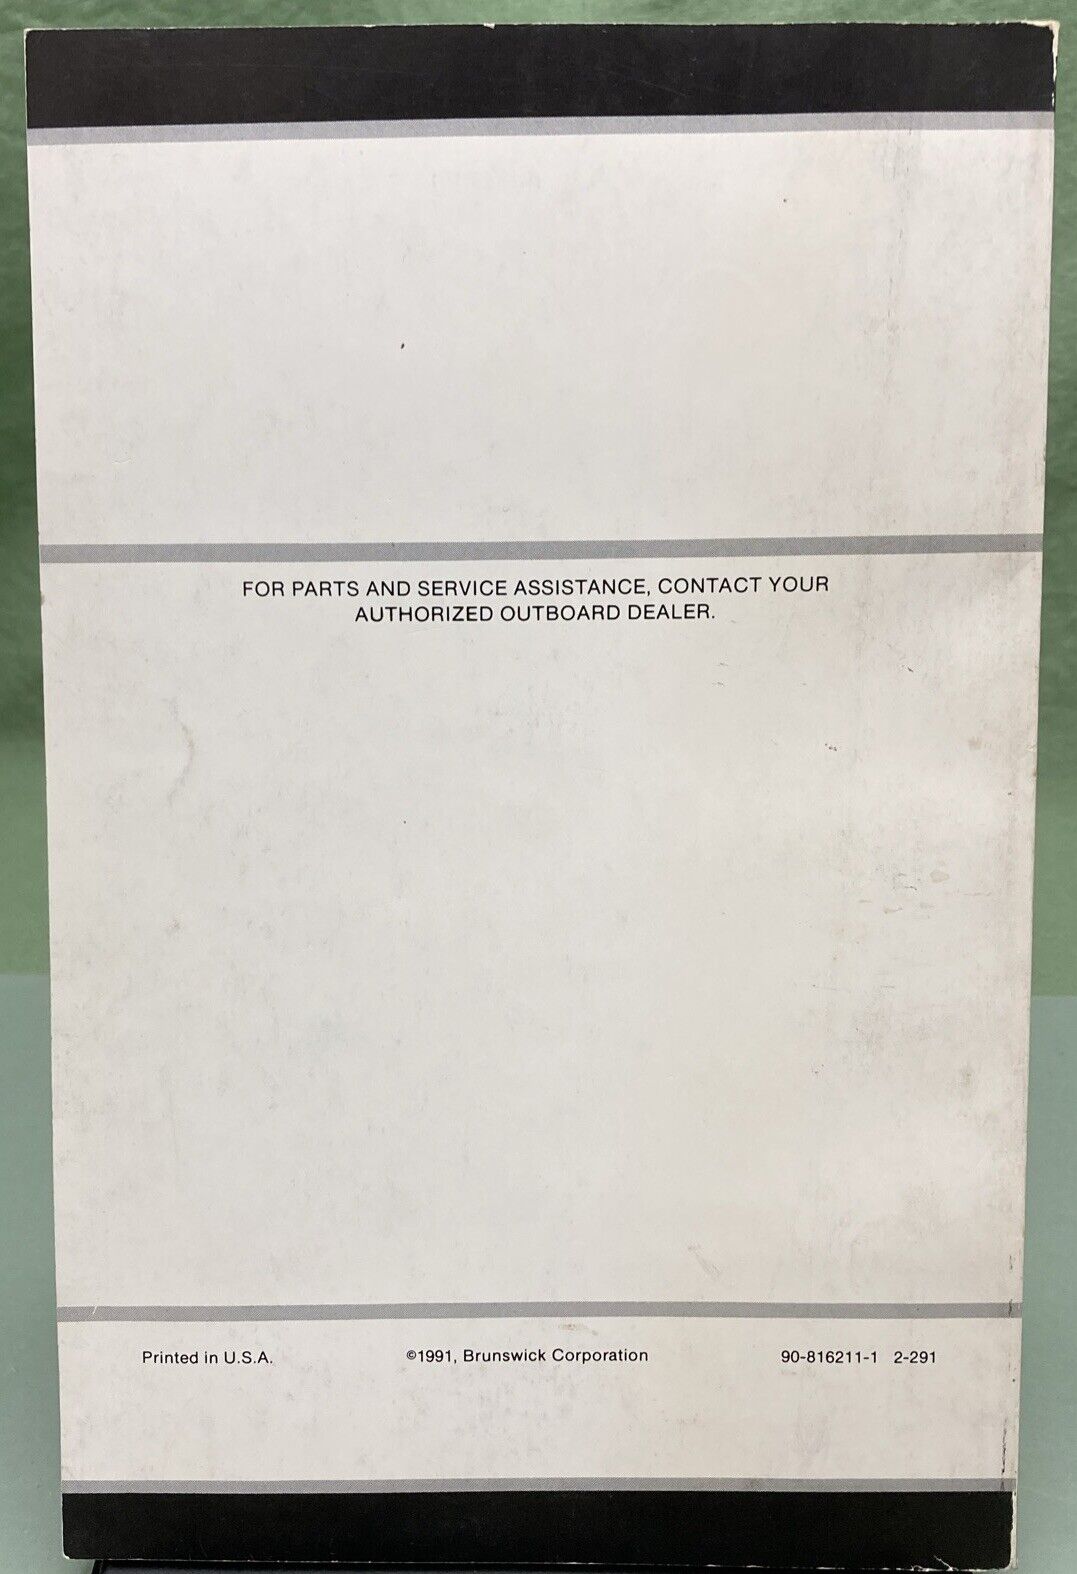 FOR PARTS AND SERVICE ASSISTANCE, CONTACT YOUR
AUTHORIZED OUTBOARD DEALER.
Printed in U.S.A. ©1991, Brunswick Corporation 90-816211-1 2-291